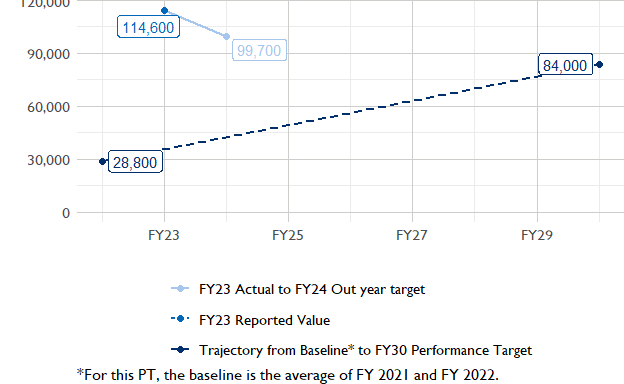 120,000
114,600
99,700
90,000
84,000
60,000
30,000
28,800
0
FY23 FY25 FY27 FY29
FY23 Actual to FY24 Out year target
FY23 Reported Value
Trajectory from Baseline* to FY30 Performance Target
*For this PT, the baseline is the average of FY 2021 and FY 2022.